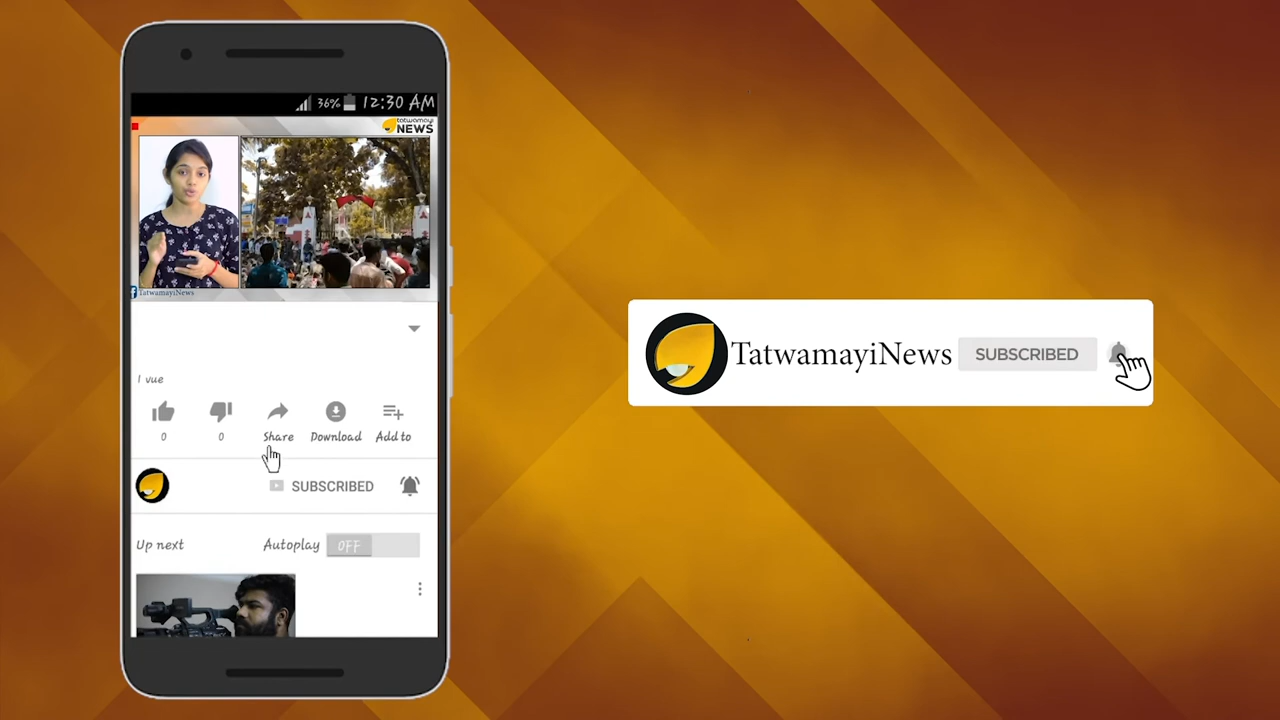 36% 12:30 AM
tatwamayi
NEWS
TatwamayiNews
1 vue
0
0
Share
Download
Add to
SUBSCRIBED
Up next
Autoplay
OFF
TatwamayiNews
SUBSCRIBED